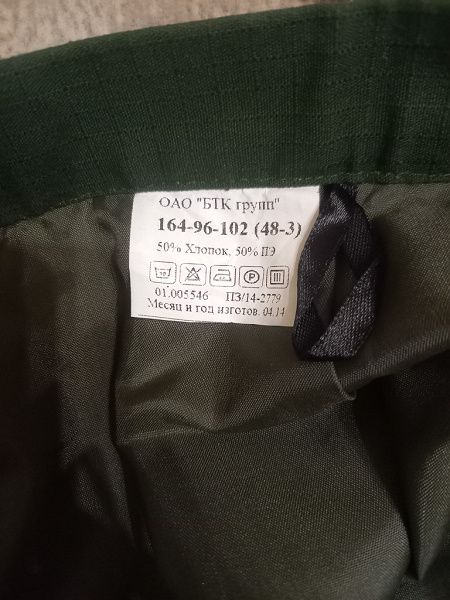 ОАО "БТК групп"
164-96-102 (48-3)
50% Хлопок, 50% ПЭ
01.005546 ПЗ/14-2779
Месяц и год изготов. 04.14